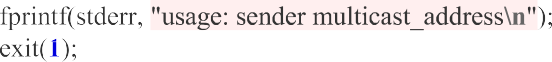 fprintf(stderr, "usage: sender multicast_address\n");
exit(1);